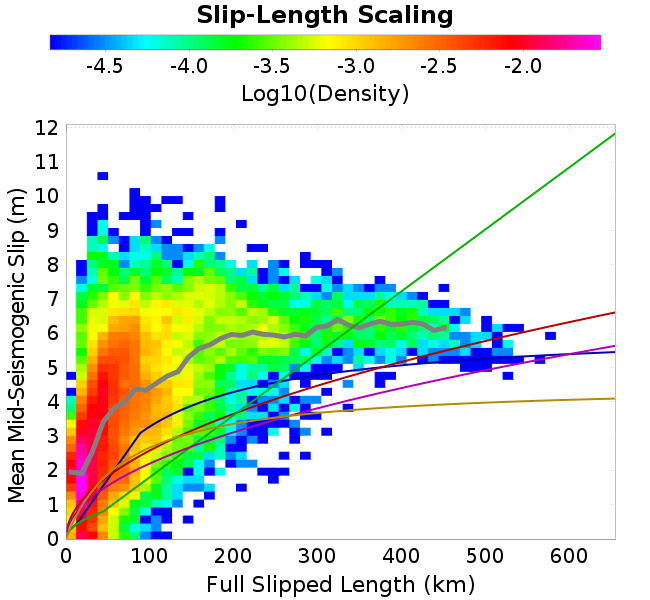 Slip-Length Scaling
-4.5 -4.0 -3.5 -3.0 -2.5 -2.0
Log10(Density)
12
11
10
9
8
7
6
5
4
3
2
1
0
Mean Mid-Seismogenic Slip (m)
0 100 200 300 400 500 600
Full Slipped Length (km)